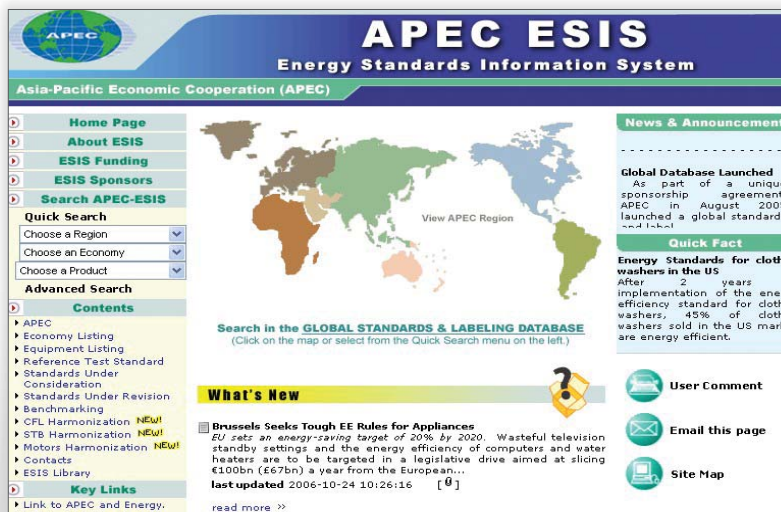 APEC
APEC ESIS
Energy Standards Information System
Asia-Pacific Economic Cooperation (APEC)
Home Page
About ESIS
ESIS Funding
ESIS Sponsors
Search APEC-ESIS
Quick Search
Choose a Region
Choose an Economy
Choose a Product
Advanced Search
Contents
APEC
Economy Listing
Equipment Listing
Reference Test Standard
Standards Under
Consideration
Standards Under Revision
Benchmarking
CFL Harmonization NEW!
STB Harmonization NEW!
Motors Harmonization NEW!
Contacts
ESIS Library
Key Links
Link to APEC and Energy.
View APEC Region
Search in the GLOBAL STANDARDS & LABELING DATABASE
(Click on the map or select from the Quick Search menu on the left.)
What's New
Brussels Seeks Tough EE Rules for Appliances
EU sets an energy-saving target of 20% by 2020. Wasteful television
standby settings and the energy efficiency of computers and water
heaters are to be targeted in a legislative drive aimed at slicing
€100bn (£67bn) a year from the European...
last updated 2006-10-24 10:26:16
read more »
News & Announcement
Global Database Launched
As part of a uniqu
sponsorship agreement
APEC in August 200
launched a global standard
and label
Quick Fact
Energy Standards for cloth
washers in the US
After 2 years
implementation of the ene
efficiency standard for cloth
washers, 45% of cloth
washers sold in the US mark
are energy efficient.
User Comment
Email this page
Site Map